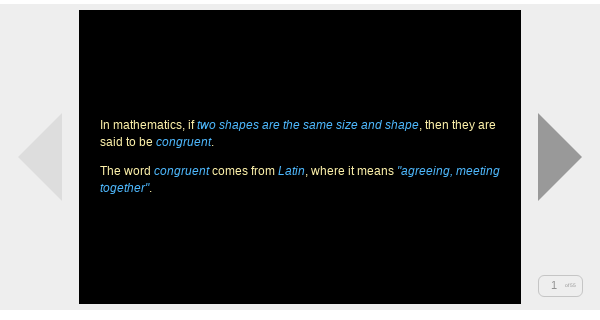 In mathematics, if two shapes are the same size and shape, then they are
said to be congruent.
The word congruent comes from Latin, where it means "agreeing, meeting
together".
1